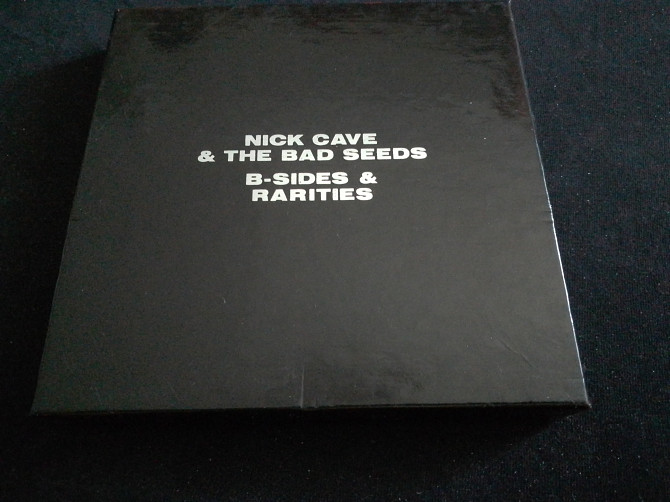 NICK CAVE
& THE BAD SEEDS
B-SIDES &
RARITIES